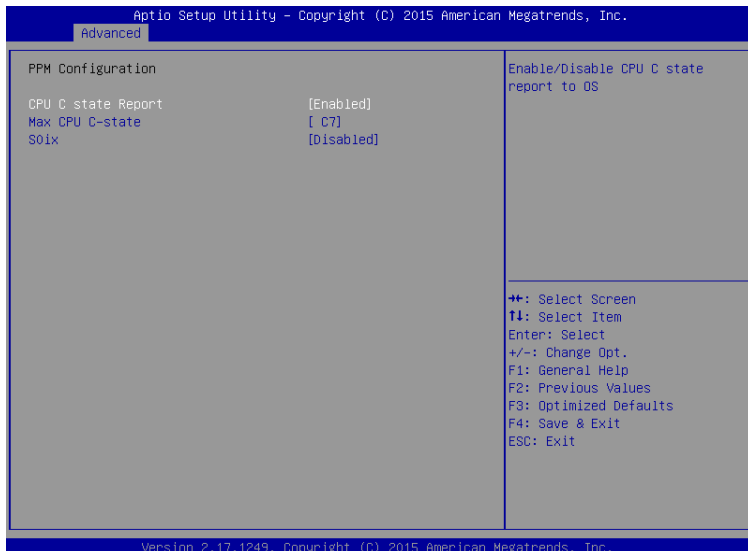 Aptio Setup Utility – Copyright (C) 2015 American Megatrends, Inc.
Advanced
PPM Configuration
CPU C state Report [Enabled]
Max CPU C-state [ C7]
S0ix [Disabled]
Enable/Disable CPU C state
report to OS
→←: Select Screen
↑↓: Select Item
Enter: Select
+/-: Change Opt.
F1: General Help
F2: Previous Values
F3: Optimized Defaults
F4: Save & Exit
ESC: Exit
Version 2.17.1249. Copyright (C) 2015 American Megatrends, Inc.